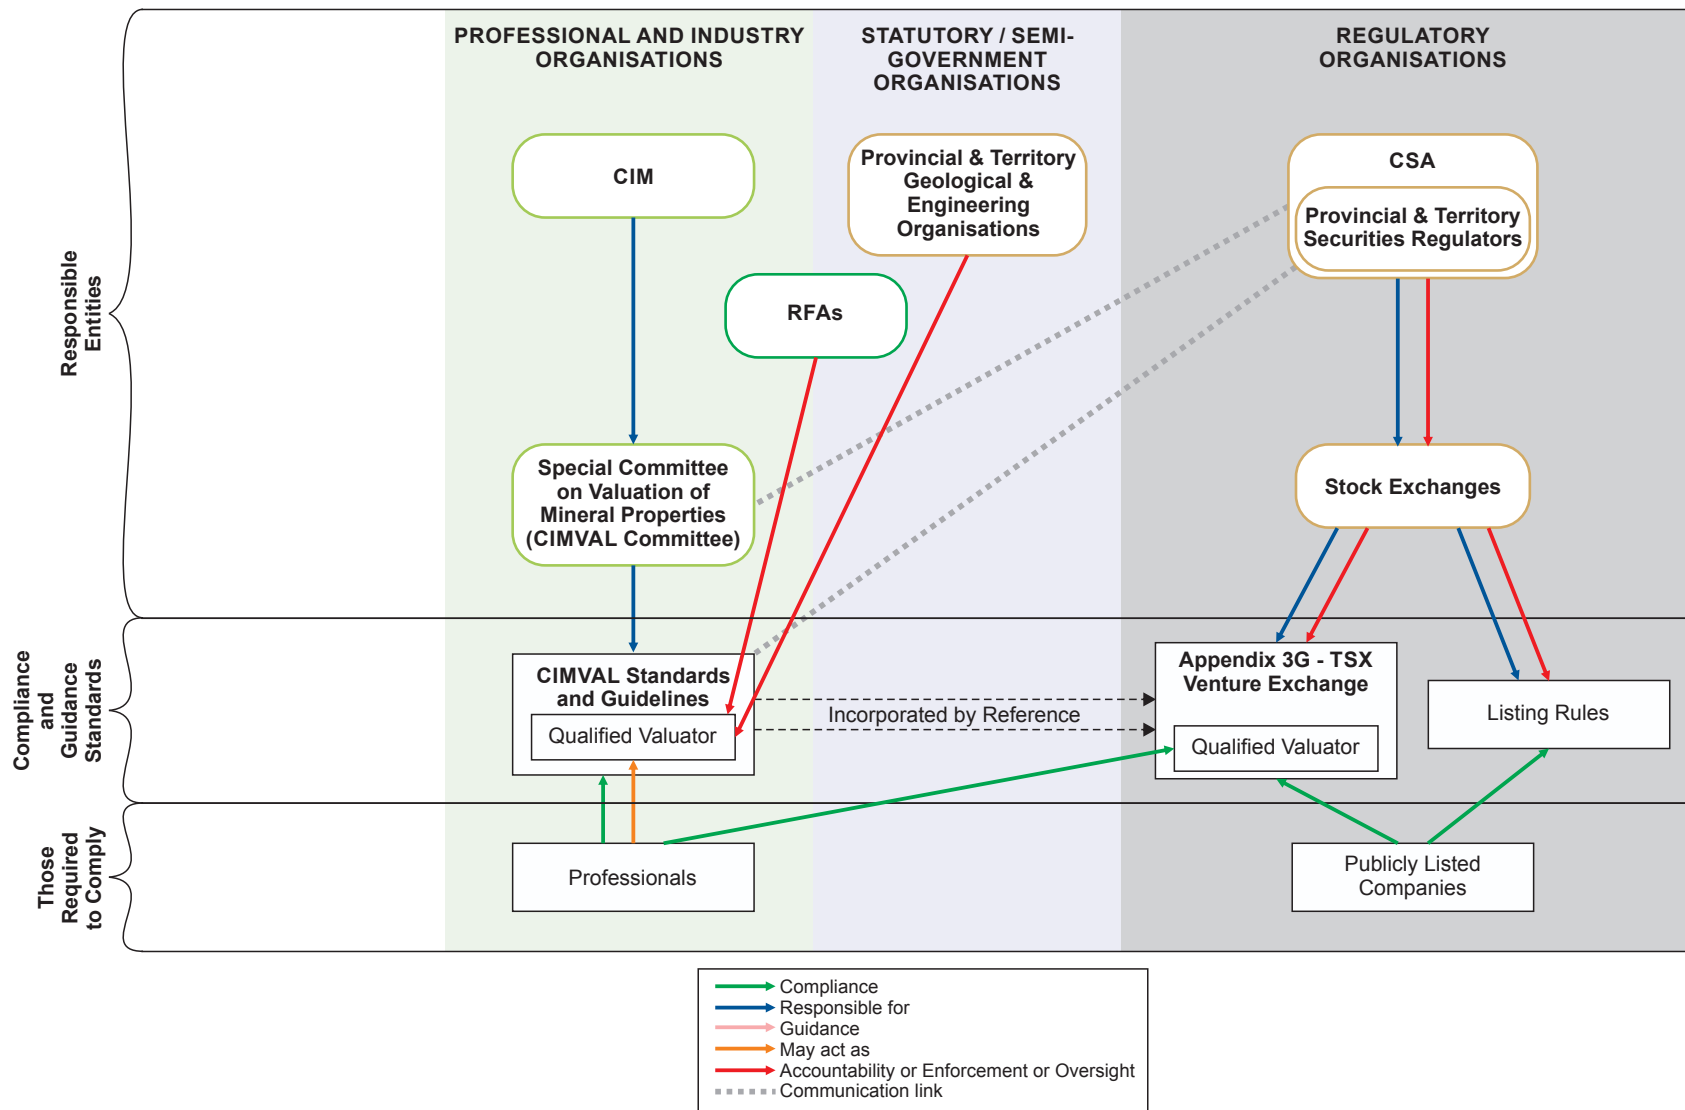 PROFESSIONAL AND INDUSTRY
ORGANISATIONS
STATUTORY / SEMI-
GOVERNMENT
ORGANISATIONS
REGULATORY
ORGANISATIONS
Responsible
Entities
CIM
Provincial & Territory
Geological &
Engineering
Organisations
CSA
Provincial & Territory
Securities Regulators
RFAs
Special Committee
on Valuation of
Mineral Properties
(CIMVAL Committee)
Stock Exchanges
Compliance
and
Guidance
Standards
CIMVAL Standards
and Guidelines
Qualified Valuator
Incorporated by Reference
Appendix 3G - TSX
Venture Exchange
Qualified Valuator
Listing Rules
Those
Required
to Comply
Professionals
Publicly Listed
Companies
Compliance
Responsible for
Guidance
May act as
Accountability or Enforcement or Oversight
Communication link